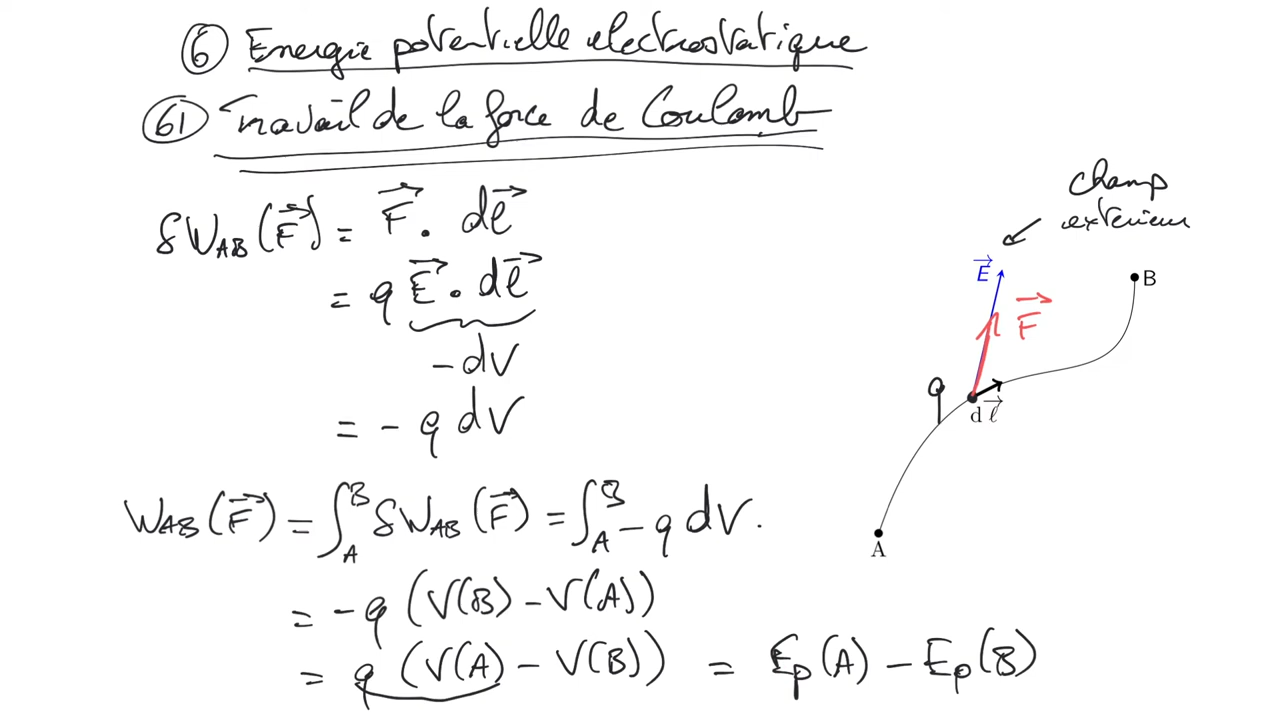 ⑥ Energie potentielle electrostatique
⑥① Travail de la force de Coulomb
δW_AB(F⃗) = F⃗ . dℓ⃗
= q E⃗ . dℓ⃗
- dV
= - q dV
W_AB(F⃗) = ∫_A^B δW_AB(F⃗) = ∫_A^B - q dV.
= - q (V(B) - V(A))
= q (V(A) - V(B)) = Ep(A) - Ep(B)
champ
exterieur
E⃗
B
F⃗
q
dℓ⃗
A